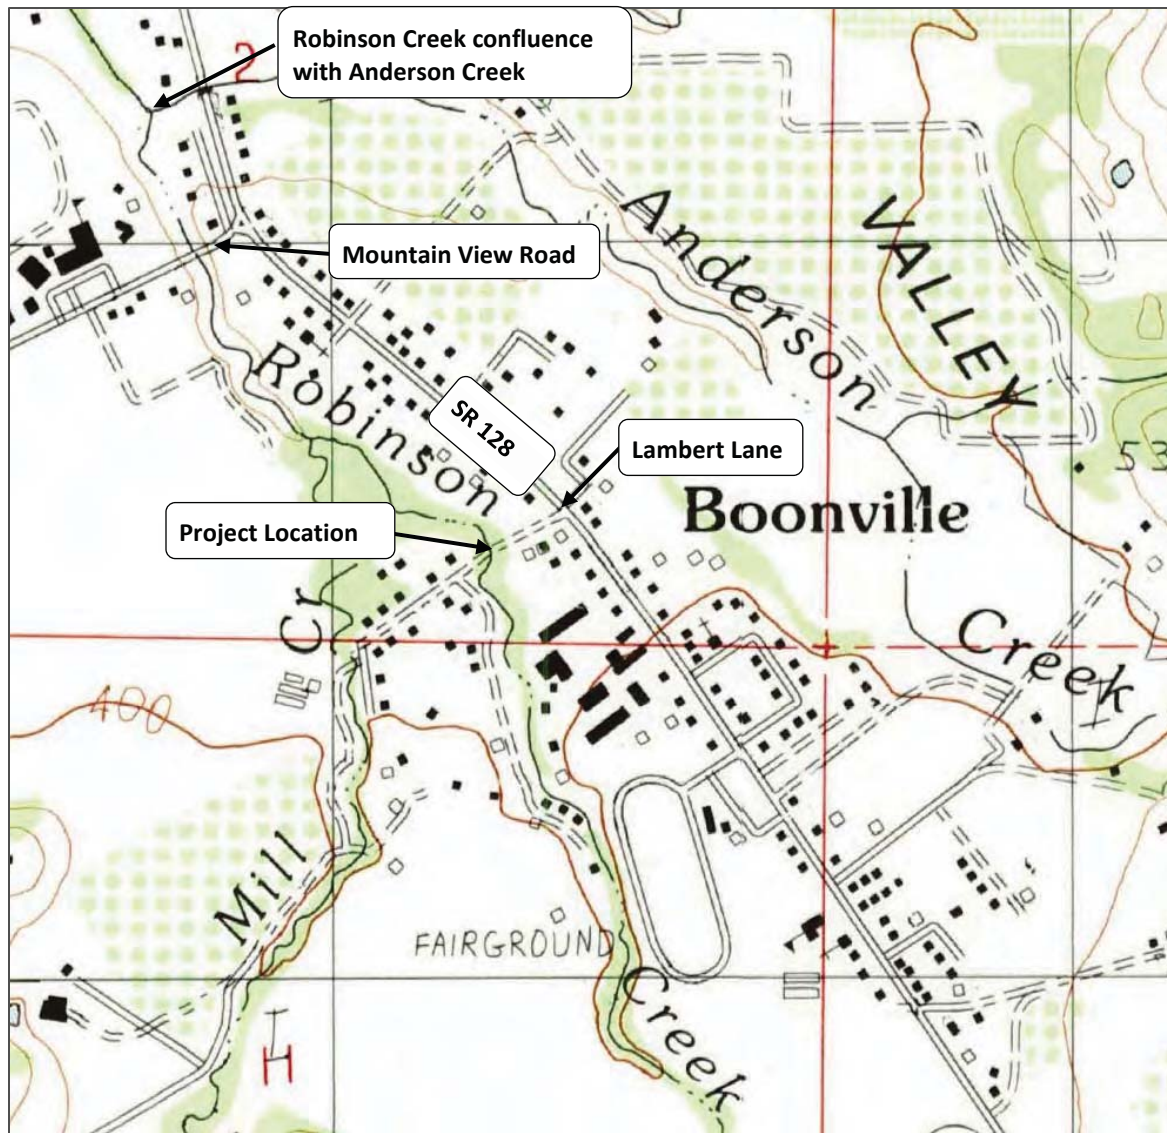 Robinson Creek confluence
with Anderson Creek
2
Mountain View Road
Anderson
VALLEY
Robinson
SR 128
Lambert Lane
53
Boonville
Project Location
Cr
Creek
400
Mill
FAIRGROUND
Creek
H